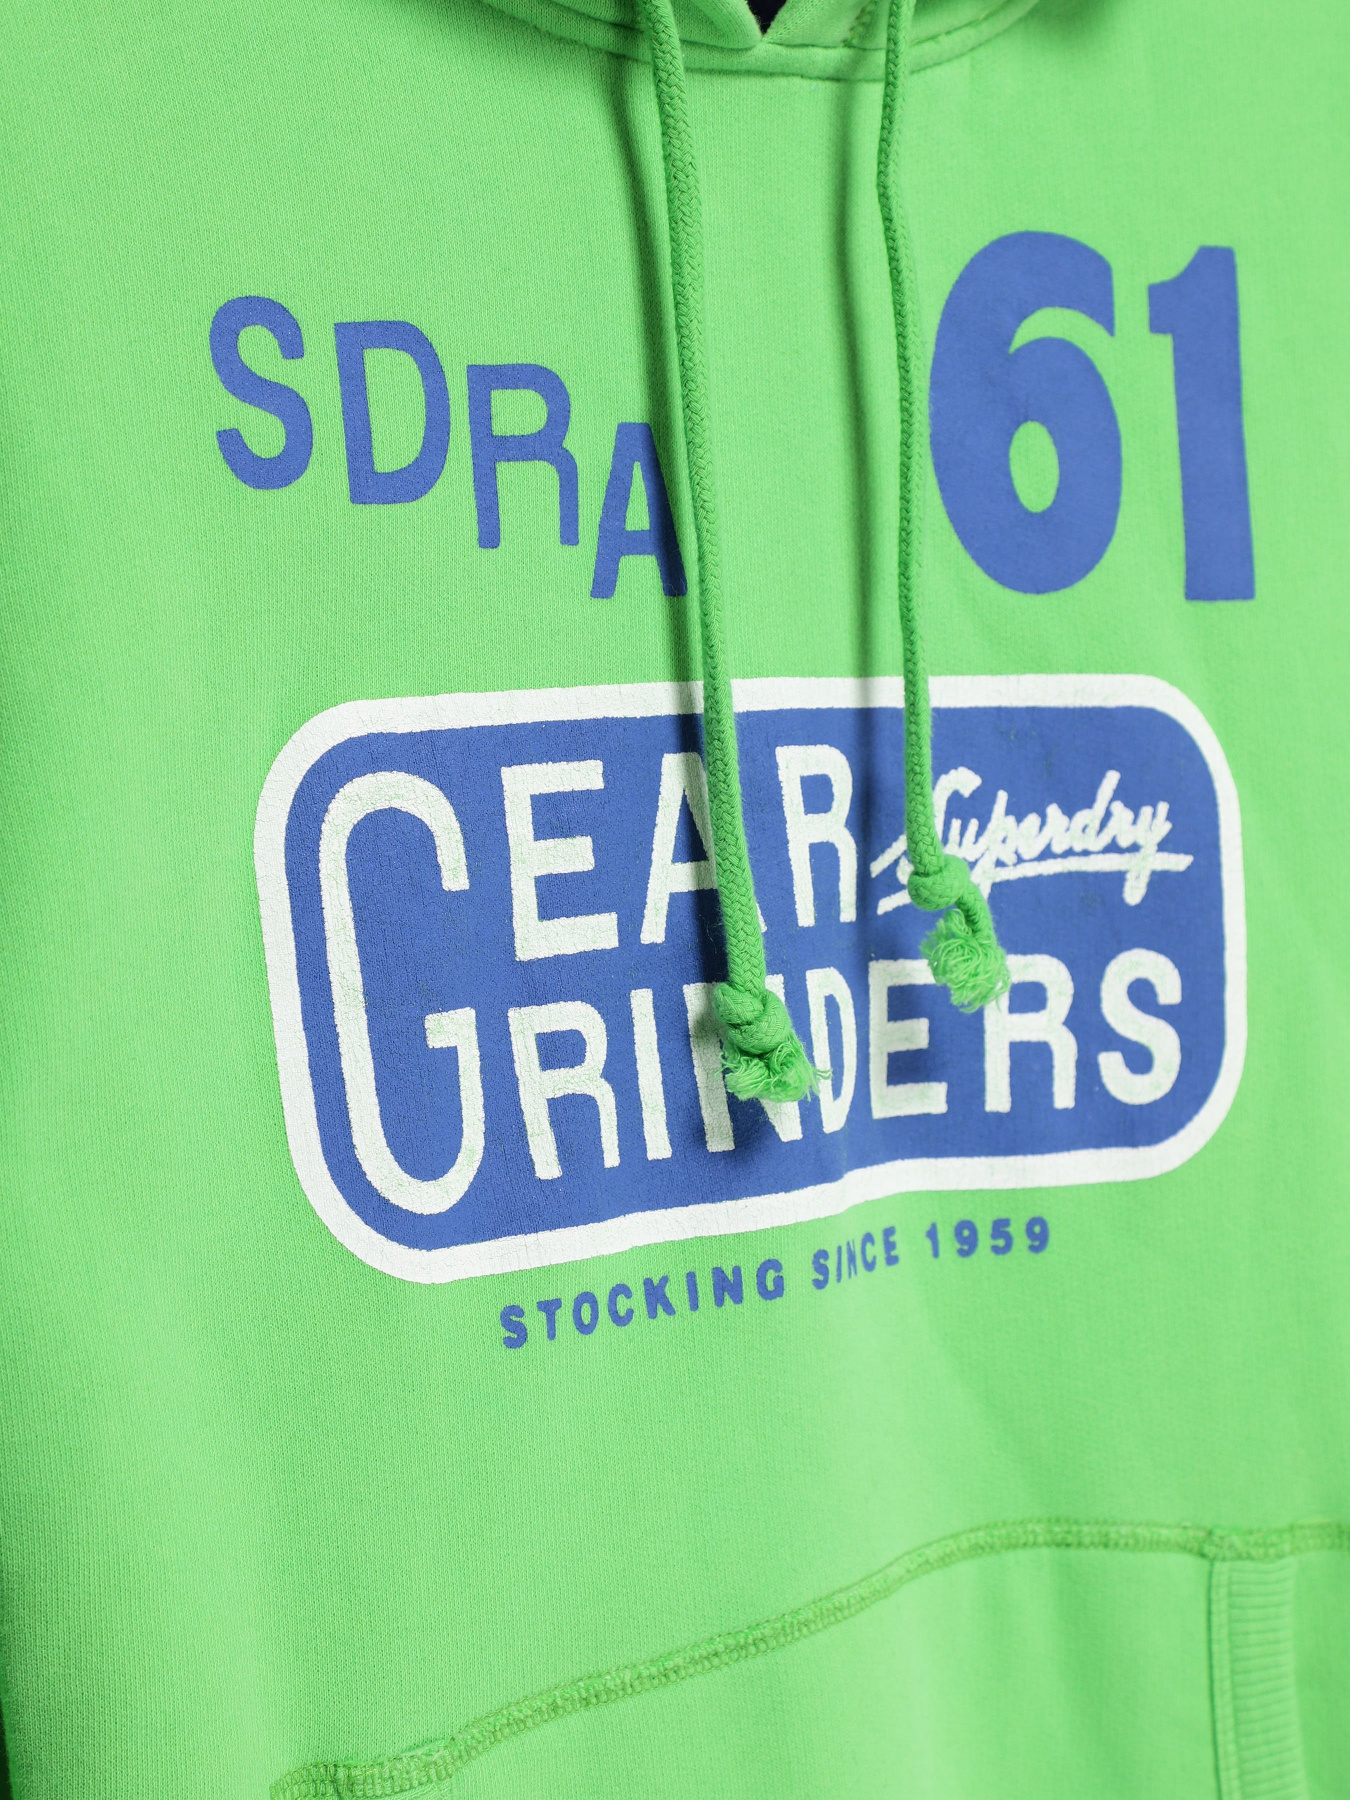 SDRA 61
GEAR Superdry
GRINDERS
STOCKING SINCE 1959